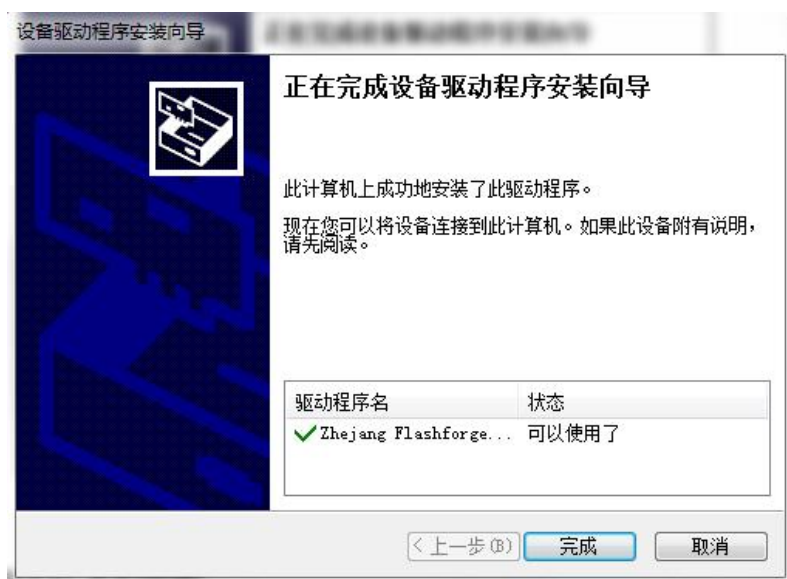 设备驱动程序安装向导
正在完成设备驱动程序安装向导
此计算机上成功地安装了此驱动程序。
现在您可以将设备连接到此计算机。如果此设备附有说明，
请先阅读。
驱动程序名 状态
Zhejang Flashforge... 可以使用了
< 上一步(B) 完成 取消